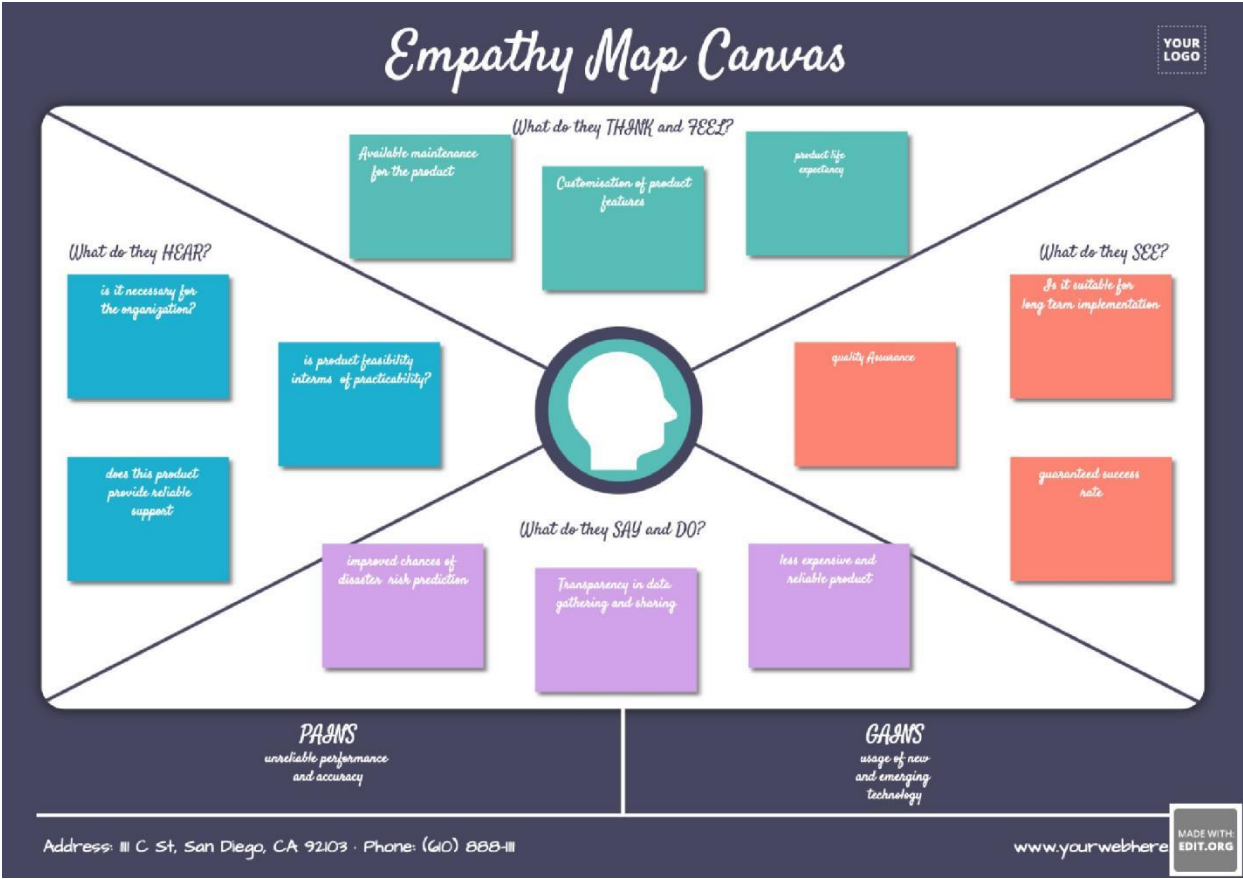 Empathy Map Canvas
YOUR
LOGO
What do they THINK and FEEL?
Available maintenance
for the product
Customisation of product
features
product life
expectancy
What do they HEAR?
is it necessary for
the organization?
is product feasibility
interms of practicability?
does this product
provide reliable
support
What do they SEE?
Is it suitable for
long term implementation
quality Assurance
guaranteed success
rate
What do they SAY and DO?
improved chances of
disaster risk prediction
Transparency in data
gathering and sharing
less expensive and
reliable product
PAINS
unreliable performance
and accuracy
GAINS
usage of new
and emerging
technology
Address: 111 C St, San Diego, CA 92103 · Phone: (610) 888-111
www.yourwebhere
MADE WITH:
EDIT.ORG